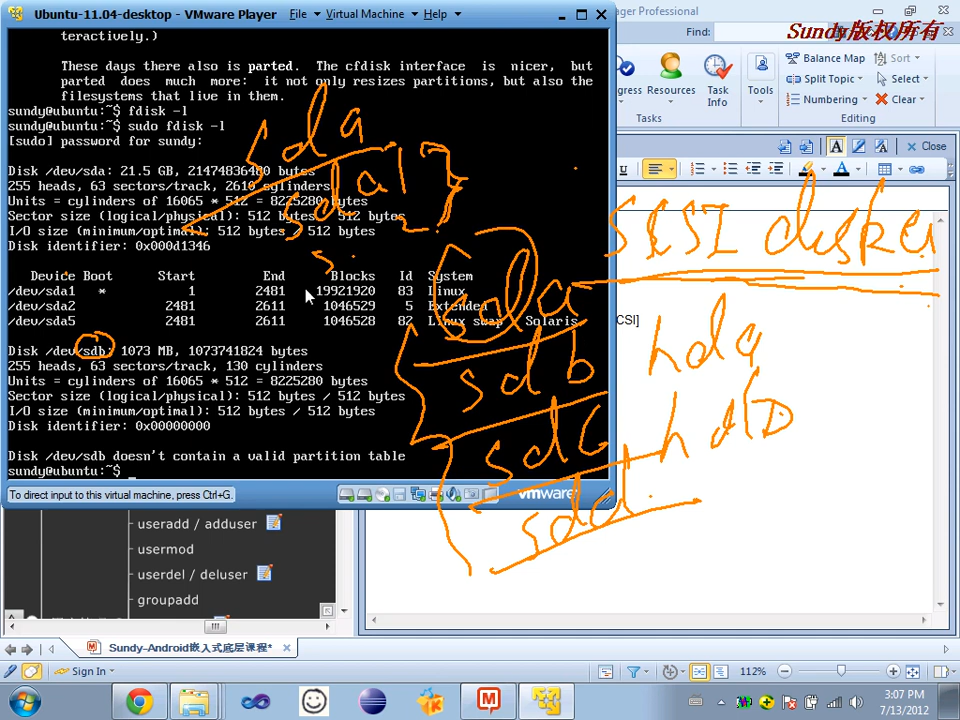 Ubuntu-11.04-desktop - VMware Player
File
Virtual Machine
Help
ager Professional
Sundy版权所有
Find:
teractively.)
These days there also is parted. The cfdisk interface is nicer, but
parted does much more: it not only resizes partitions, but also the
filesystems that live in them.
sundy@ubuntu:~$ fdisk -l
sundy@ubuntu:~$ sudo fdisk -l
[sudo] password for sundy:
Disk /dev/sda: 21.5 GB, 21474836480 bytes
255 heads, 63 sectors/track, 2610 cylinders
Units = cylinders of 16065 * 512 = 8225280 bytes
Sector size (logical/physical): 512 bytes / 512 bytes
I/O size (minimum/optimal): 512 bytes / 512 bytes
Disk identifier: 0x000d1346
Device Boot Start End Blocks Id System
/dev/sda1 * 1 2481 19921920 83 Linux
/dev/sda2 2481 2611 1046529 5 Extended
/dev/sda5 2481 2611 1046528 82 Linux swap Solaris
Disk /dev/sdb: 1073 MB, 1073741824 bytes
255 heads, 63 sectors/track, 130 cylinders
Units = cylinders of 16065 * 512 = 8225280 bytes
Sector size (logical/physical): 512 bytes / 512 bytes
I/O size (minimum/optimal): 512 bytes / 512 bytes
Disk identifier: 0x00000000
Disk /dev/sdb doesn't contain a valid partition table
sundy@ubuntu:~$ _
To direct input to this virtual machine, press Ctrl+G.
vmware
gress
Resources
Task
Info
Tools
Balance Map
Sort
Split Topic
Select
Numbering
Clear
Tasks
Editing
Close
sda
sda1
sda
sdb
sdc
sdd
hda
hdD
CSI]
useradd / adduser
usermod
userdel / deluser
groupadd
Sundy-Android嵌入式底层课程*
Sign In
112%
3:07 PM
7/13/2012